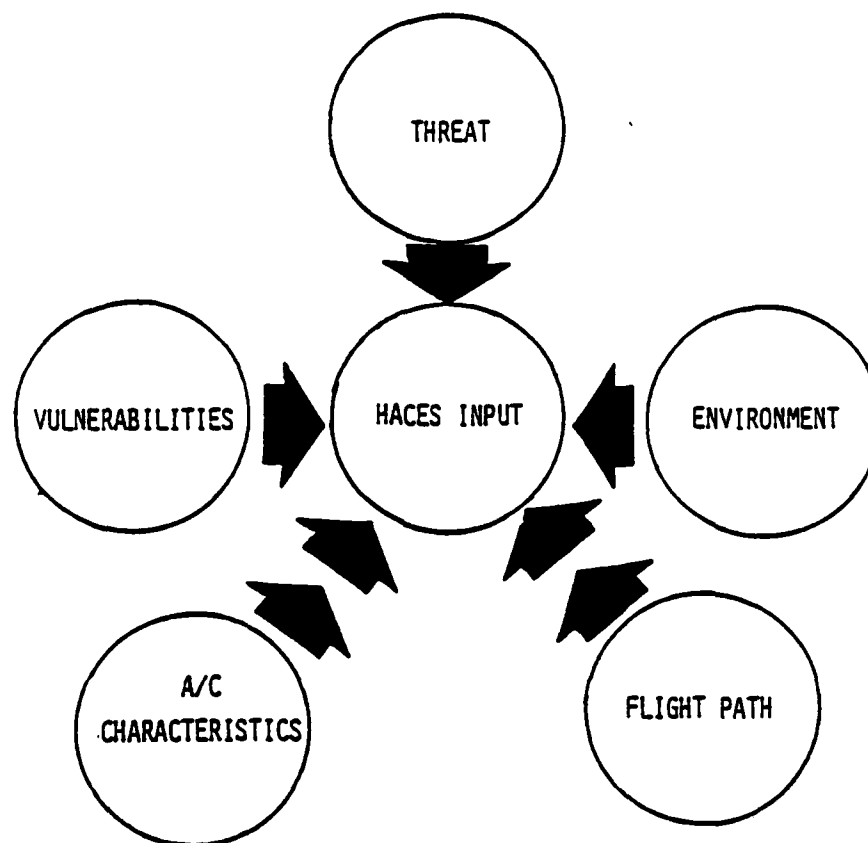 THREAT
VULNERABILITIES
HACES INPUT
ENVIRONMENT
A/C
CHARACTERISTICS
FLIGHT PATH